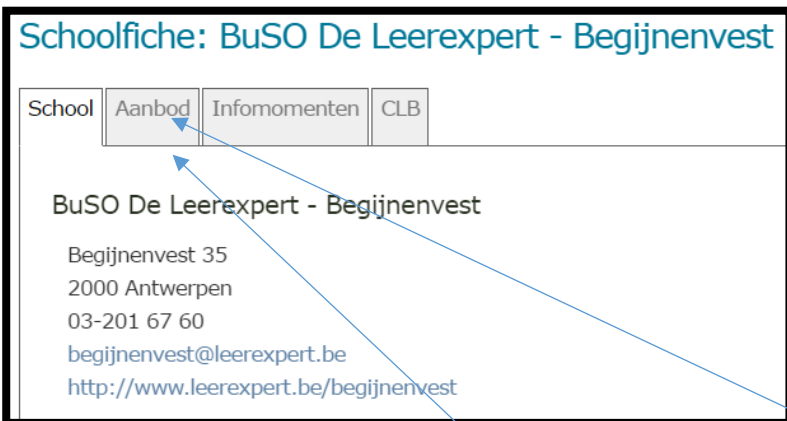 Schoolfiche: BuSO De Leerexpert - Begijnenvest
School Aanbod Infomomenten CLB
BuSO De Leerexpert - Begijnenvest
Begijnenvest 35
2000 Antwerpen
03-201 67 60
begijnenvest@leerexpert.be
http://www.leerexpert.be/begijnenvest